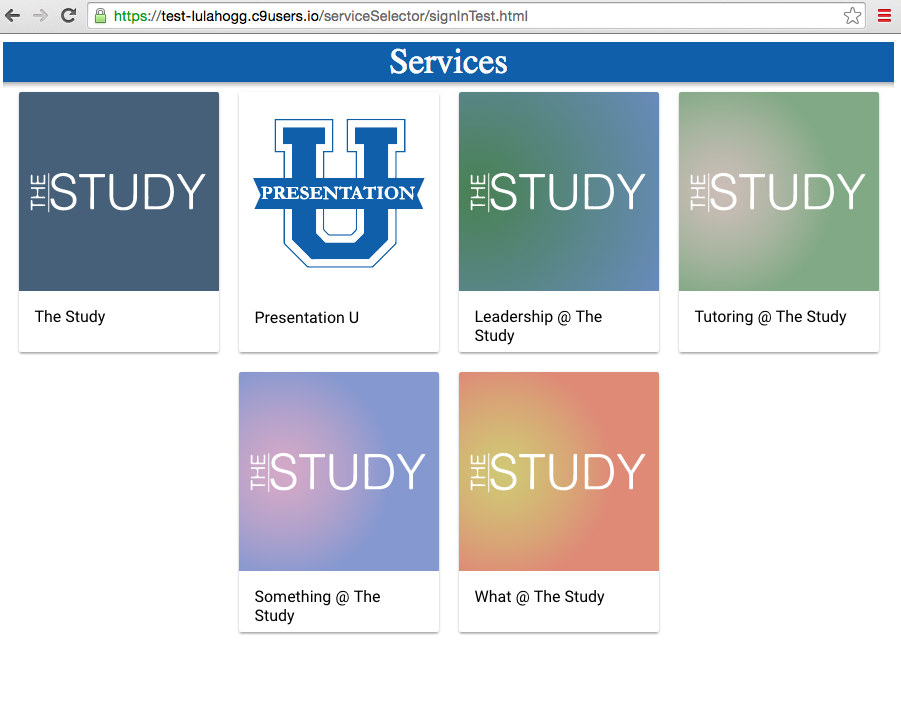 https://test-lulahogg.c9users.io/serviceSelector/signInTest.html
Services
THE STUDY
PRESENTATION
U
THE STUDY
THE STUDY
The Study
Presentation U
Leadership @ The
Study
Tutoring @ The Study
THE STUDY
THE STUDY
Something @ The
Study
What @ The Study